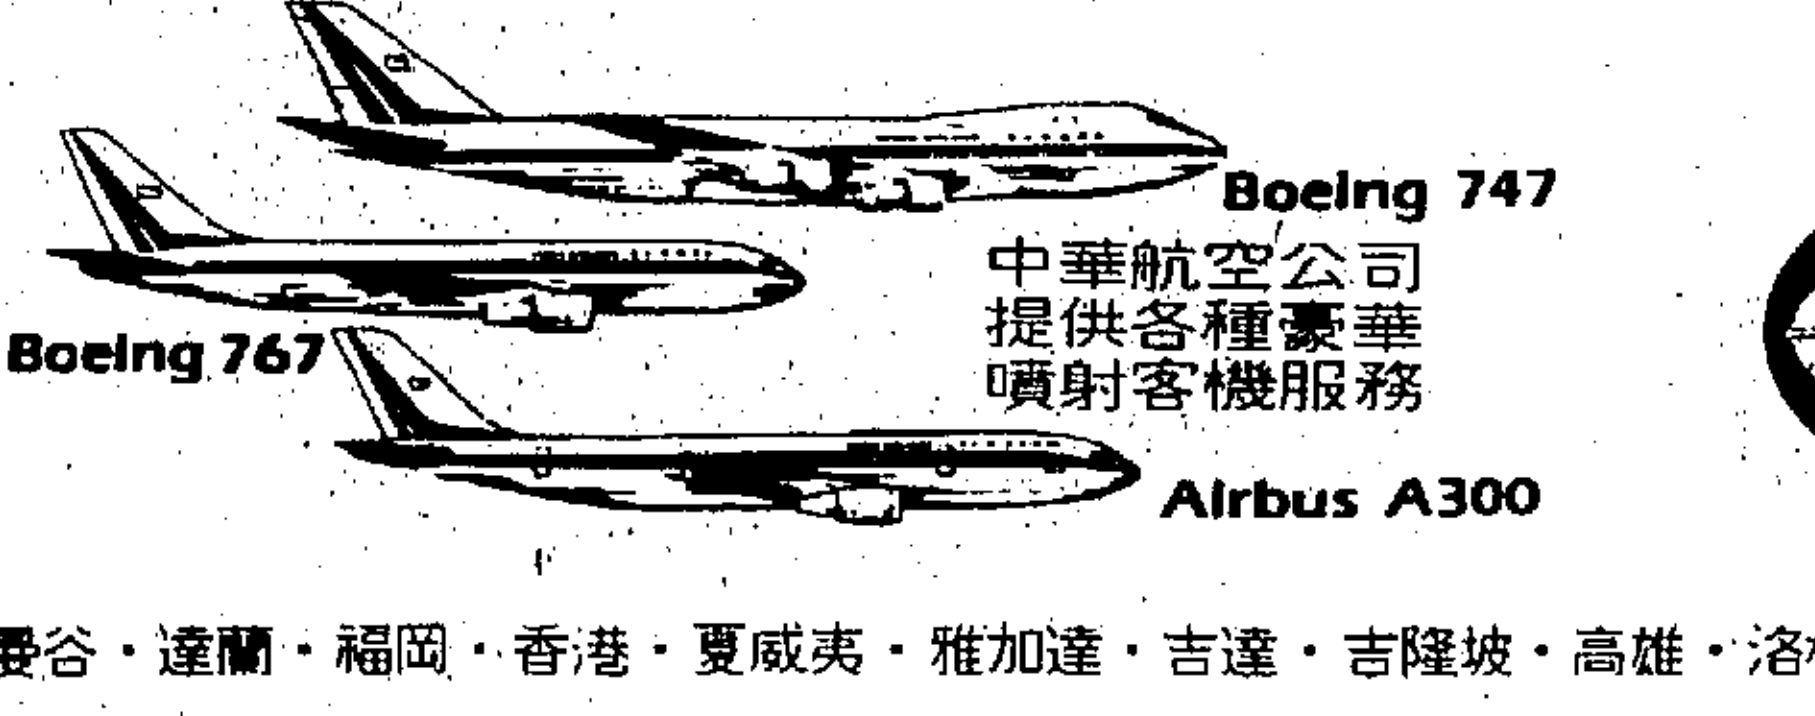 Boeing 747
中華航空公司
提供各種豪華
噴射客機服務
Boeing 767
Airbus A300
曼谷・達蘭・福岡・香港・夏威夷・雅加達・吉達・吉隆坡・高雄・洛